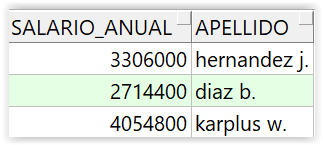 SALARIO_ANUAL APELLIDO
3306000 hernandez j.
2714400 diaz b.
4054800 karplus w.